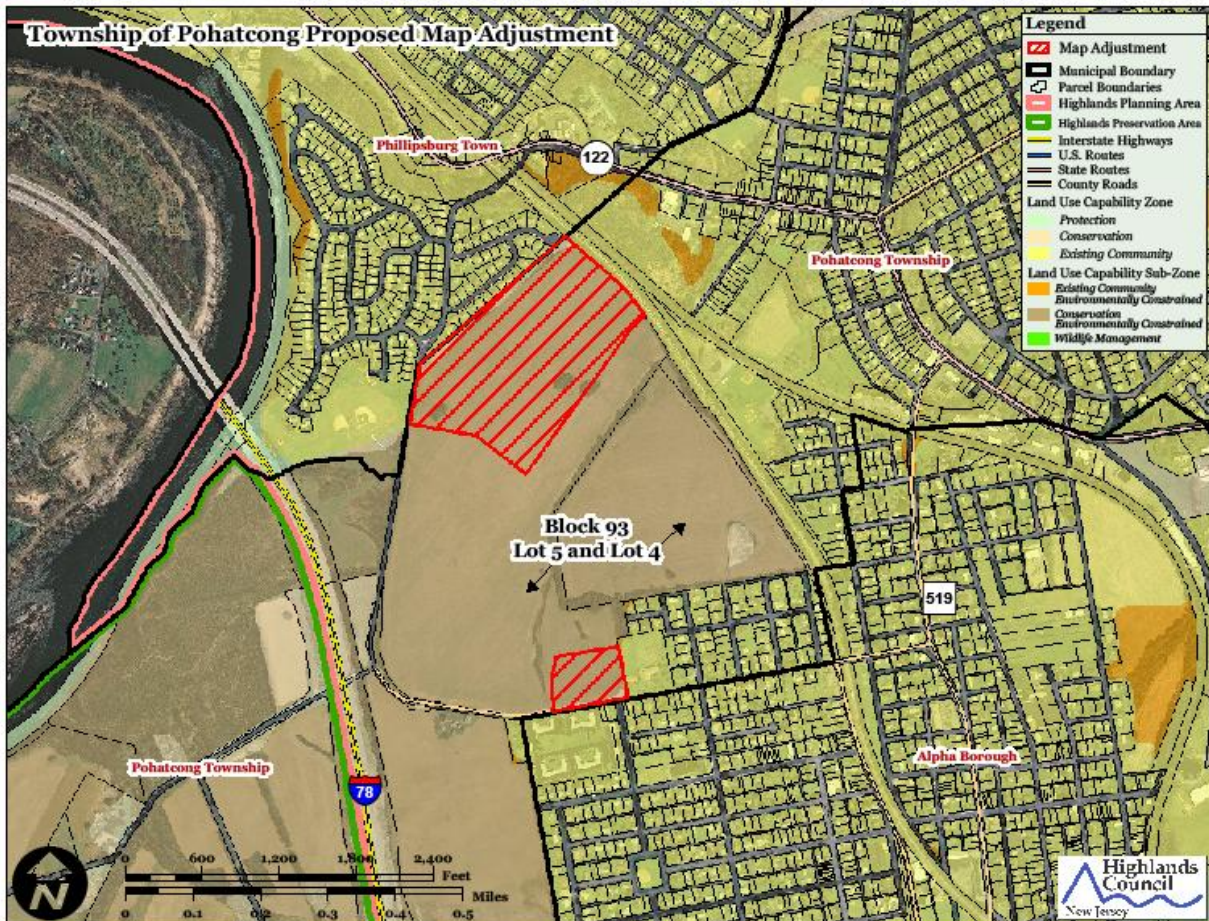 Township of Pohatcong Proposed Map Adjustment
Legend
Map Adjustment
Municipal Boundary
Parcel Boundaries
Highlands Planning Area
Highlands Preservation Area
Interstate Highways
U.S. Routes
State Routes
County Roads
Land Use Capability Zone
Protection
Conservation
Existing Community
Land Use Capability Sub-Zone
Existing Community
Environmentally Constrained
Conservation
Environmentally Constrained
Wildlife Management
Phillipsburg Town
122
Pohatcong Township
Block 93
Lot 5 and Lot 4
519
Pohatcong Township
Alpha Borough
78
N
0 600 1,200 1,800 2,400
Feet
Miles
0 0.1 0.2 0.3 0.4 0.5
Highlands
Council
New Jersey